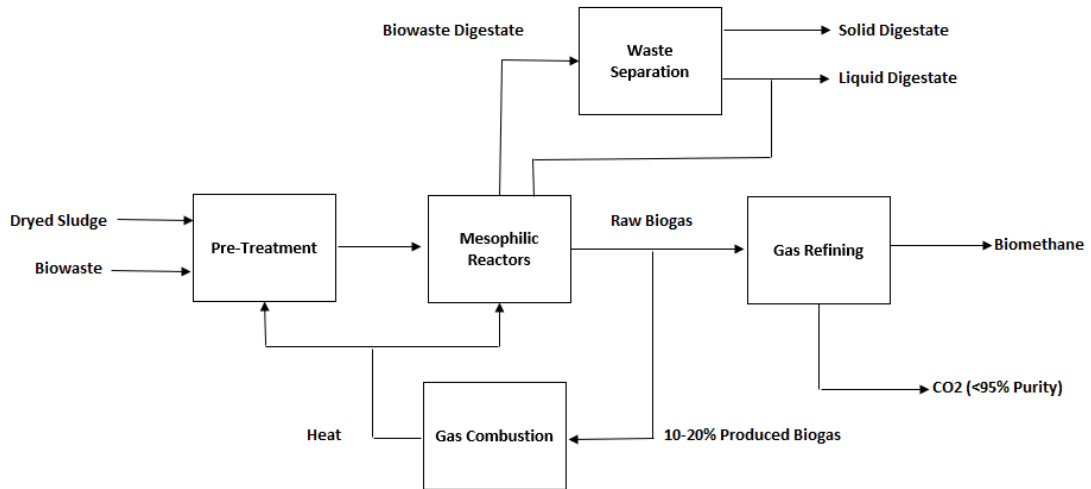 Biowaste Digestate
Waste
Separation
Solid Digestate
Liquid Digestate
Dryed Sludge
Biowaste
Pre-Treatment
Mesophilic
Reactors
Raw Biogas
Gas Refining
Biomethane
CO2 (<95% Purity)
Heat
Gas Combustion
10-20% Produced Biogas